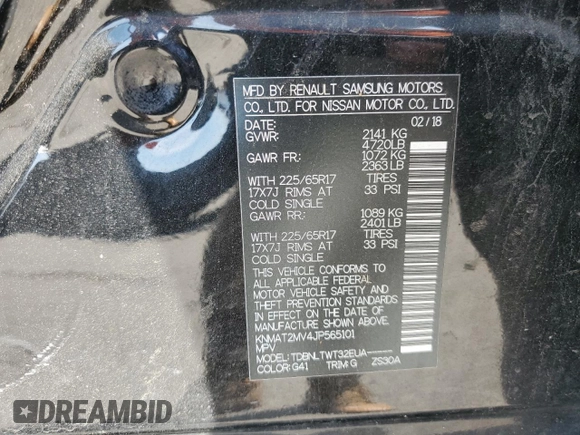 MFD BY RENAULT SAMSUNG MOTORS
CO., LTD. FOR NISSAN MOTOR CO., LTD.
DATE: 02/18
GVWR: 2141 KG
4720LB
GAWR FR: 1072 KG
2363LB
WITH 225/65R17 TIRES
17X7J RIMS AT 33 PSI
COLD SINGLE
GAWR RR: 1089 KG
2401LB
WITH 225/65R17 TIRES
17X7J RIMS AT 33 PSI
COLD SINGLE
THIS VEHICLE CONFORMS TO
ALL APPLICABLE FEDERAL
MOTOR VEHICLE SAFETY AND
THEFT PREVENTION STANDARDS
IN EFFECT ON THE DATE OF
MANUFACTURE SHOWN ABOVE.
KNMAT2MV4JP565101
MPV
MODEL: TDBNLTWT32EUA-----
COLOR: G41 TRIM: G ZS30A
DREAMBID